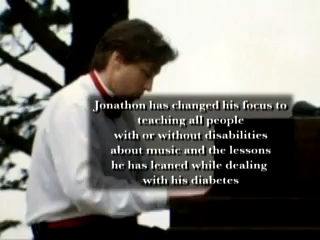 Jonathon has changed his focus to
teaching all people
with or without disabilities
about music and the lessons
he has leaned while dealing
with his diabetes